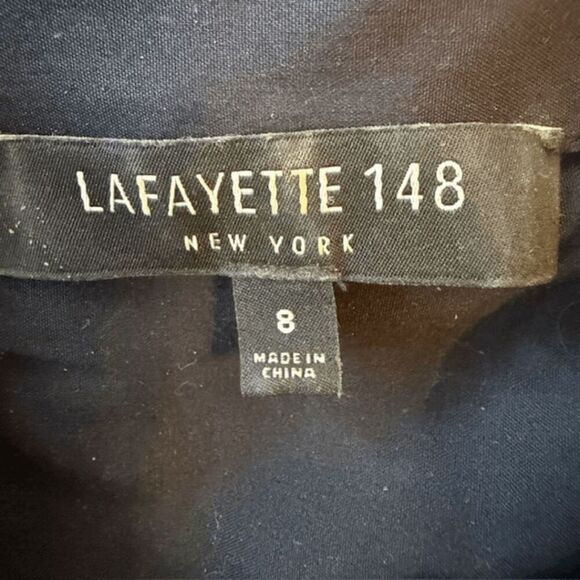 LAFAYETTE 148
NEW YORK
8
MADE IN
CHINA